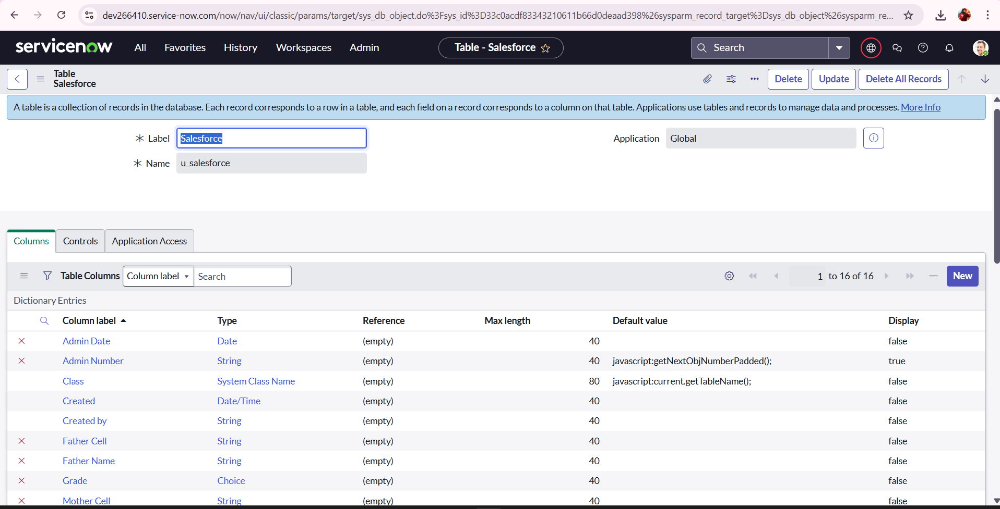 dev266410.service-now.com/now/nav/ui/classic/params/target/sys_db_object.do%3Fsys_id%3D33c0acdf83343210611b66d0deaad398%26sysparm_record_target%3Dsys_db_object%26sysparm_re...
servicenow All Favorites History Workspaces Admin Table - Salesforce Search
Table
Salesforce
Delete Update Delete All Records
A table is a collection of records in the database. Each record corresponds to a row in a table, and each field on a record corresponds to a column on that table. Applications use tables and records to manage data and processes. More Info
Label Salesforce Application Global
Name u_salesforce
Columns Controls Application Access
Table Columns Column label Search 1 to 16 of 16 New
Dictionary Entries
Column label Type Reference Max length Default value Display
Admin Date Date (empty) 40 false
Admin Number String (empty) 40 javascript:getNextObjNumberPadded(); true
Class System Class Name (empty) 80 javascript:current.getTableName(); false
Created Date/Time (empty) 40 false
Created by String (empty) 40 false
Father Cell String (empty) 40 false
Father Name String (empty) 40 false
Grade Choice (empty) 40 false
Mother Cell String (empty) 40 false